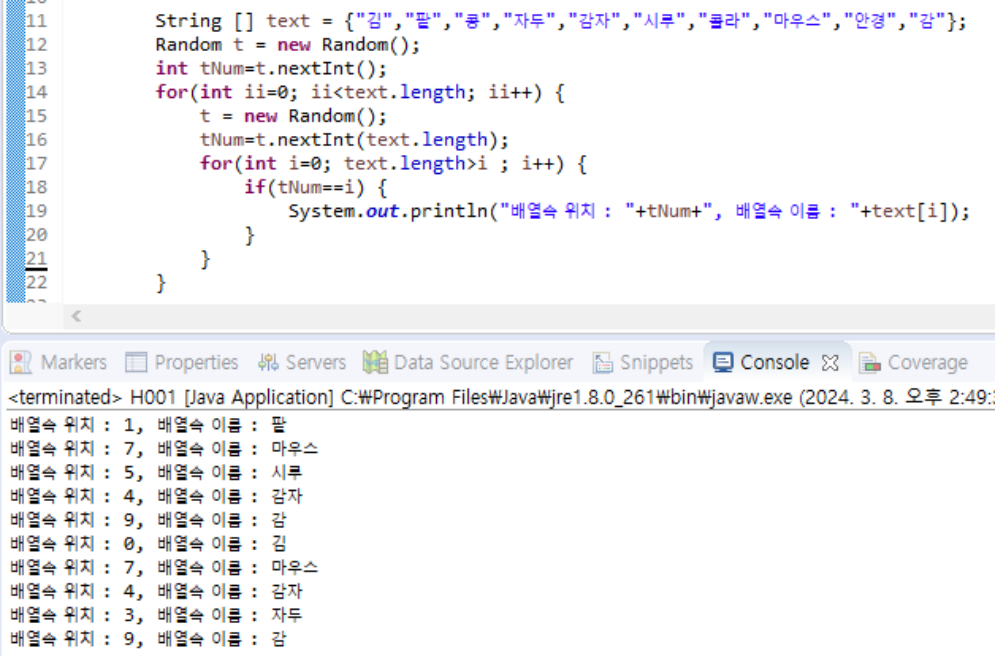 11 String [] text = {"김","팥","콩","자두","감자","시루","콜라","마우스","안경","감"};
12 Random t = new Random();
13 int tNum=t.nextInt();
14 for(int ii=0; ii<text.length; ii++) {
15 t = new Random();
16 tNum=t.nextInt(text.length);
17 for(int i=0; text.length>i ; i++) {
18 if(tNum==i) {
19 System.out.println("배열속 위치 : "+tNum+", 배열속 이름 : "+text[i]);
20 }
21 }
22 }
Markers Properties Servers Data Source Explorer Snippets Console Coverage
<terminated> H001 [Java Application] C:₩Program Files₩Java₩jre1.8.0_261₩bin₩javaw.exe (2024. 3. 8. 오후 2:49:
배열속 위치 : 1, 배열속 이름 : 팥
배열속 위치 : 7, 배열속 이름 : 마우스
배열속 위치 : 5, 배열속 이름 : 시루
배열속 위치 : 4, 배열속 이름 : 감자
배열속 위치 : 9, 배열속 이름 : 감
배열속 위치 : 0, 배열속 이름 : 김
배열속 위치 : 7, 배열속 이름 : 마우스
배열속 위치 : 4, 배열속 이름 : 감자
배열속 위치 : 3, 배열속 이름 : 자두
배열속 위치 : 9, 배열속 이름 : 감